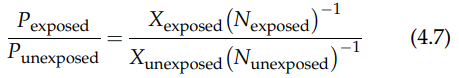 P_exposed / P_unexposed = X_exposed (N_exposed)^−1 / X_unexposed (N_unexposed)^−1 (4.7)